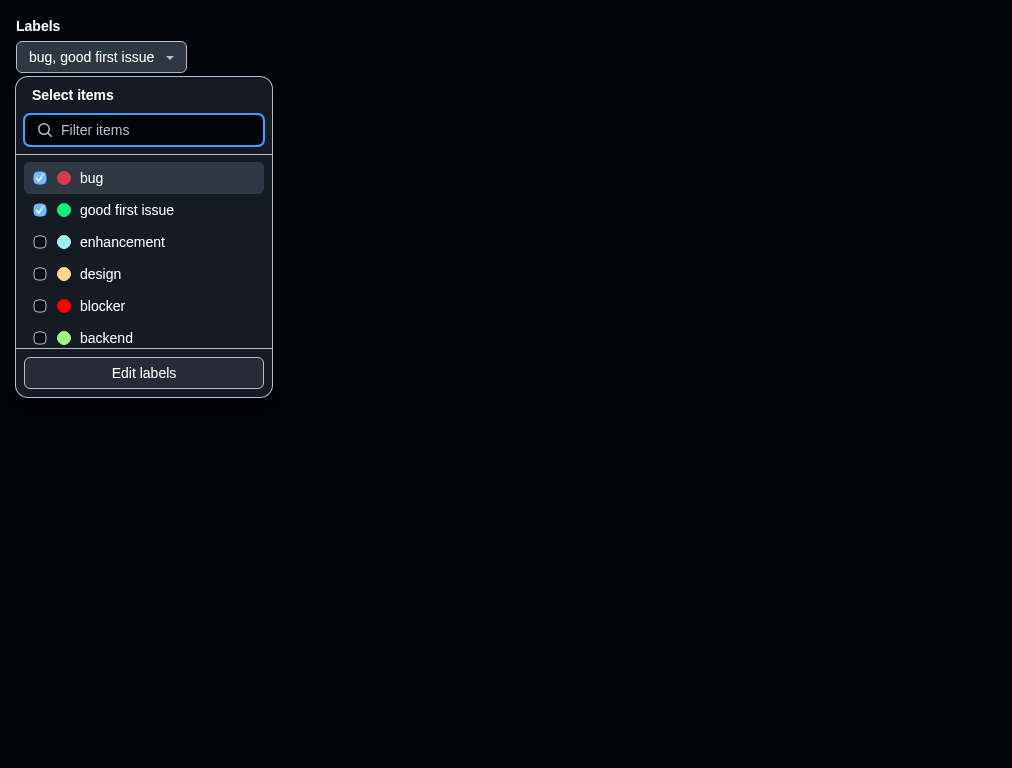 Labels
bug, good first issue
Select items
Filter items
bug
good first issue
enhancement
design
blocker
backend
Edit labels